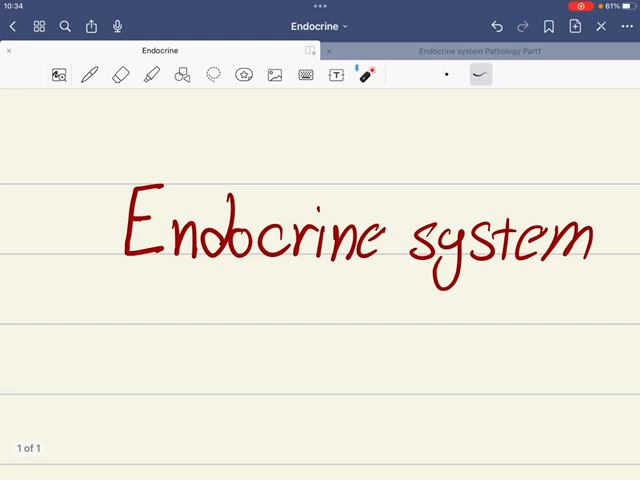 10:34
61%
Endocrine
Endocrine
Endocrine system Pathology Part1
T
Endocrine system
1 of 1